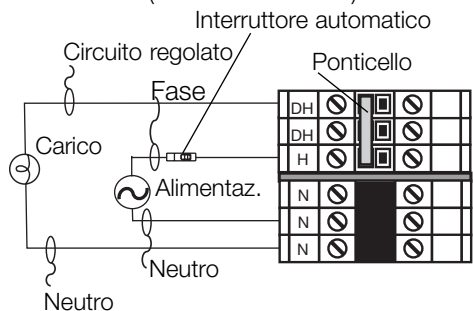 Interruttore automatico
Circuito regolato
Ponticello
Fase
DH
DH
Carico
H
Alimentaz.
N
N
N
Neutro
Neutro